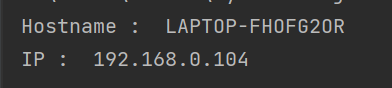 Hostname :  LAPTOP-FHOFG2OR
IP :  192.168.0.104